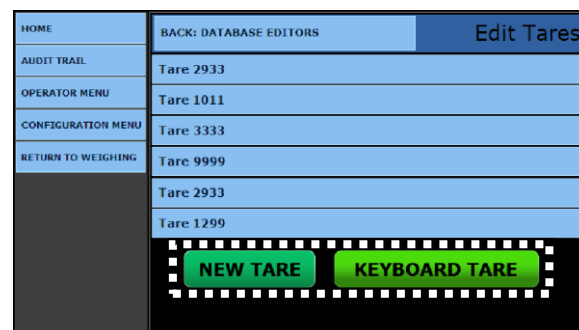 HOME
BACK: DATABASE EDITORS
Edit Tares
AUDIT TRAIL
Tare 2933
OPERATOR MENU
Tare 1011
CONFIGURATION MENU
Tare 3333
RETURN TO WEIGHING
Tare 9999
Tare 2933
Tare 1299
NEW TARE
KEYBOARD TARE